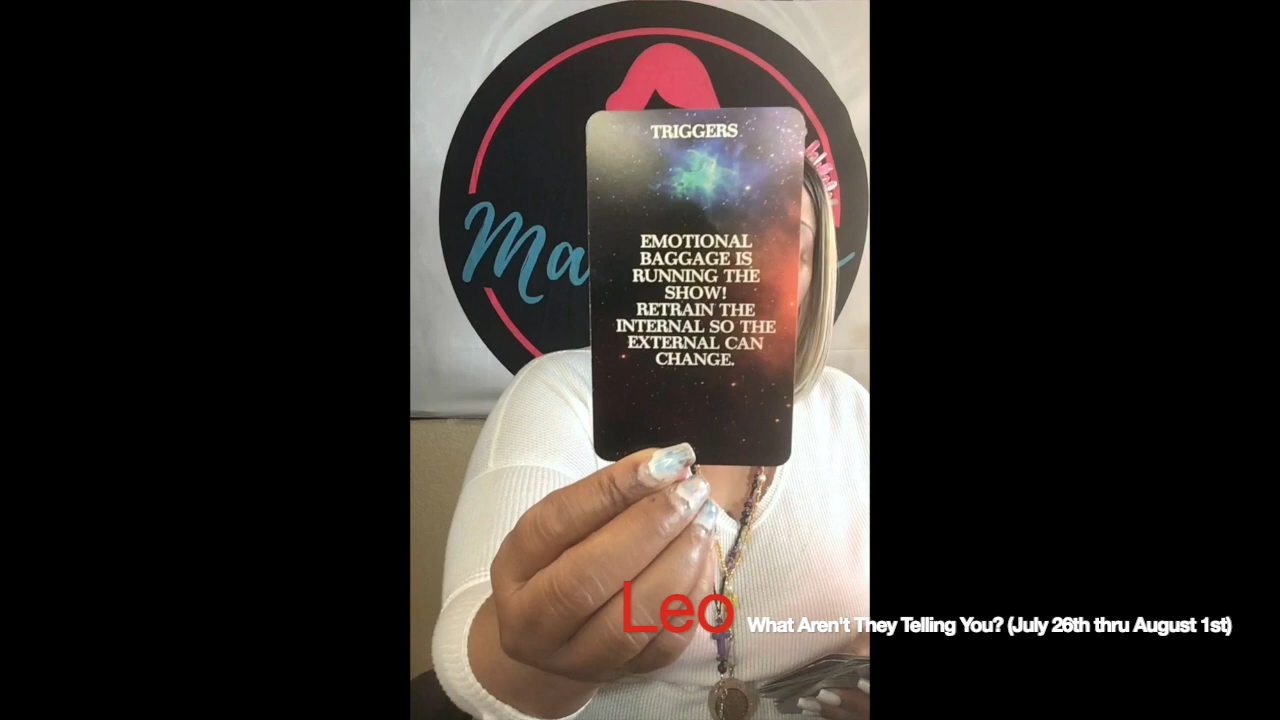 TRIGGERS
EMOTIONAL
BAGGAGE IS
RUNNING THE
SHOW!
RETRAIN THE
INTERNAL SO THE
EXTERNAL CAN
CHANGE.
Ma
Leo What Aren't They Telling You? (July 26th thru August 1st)